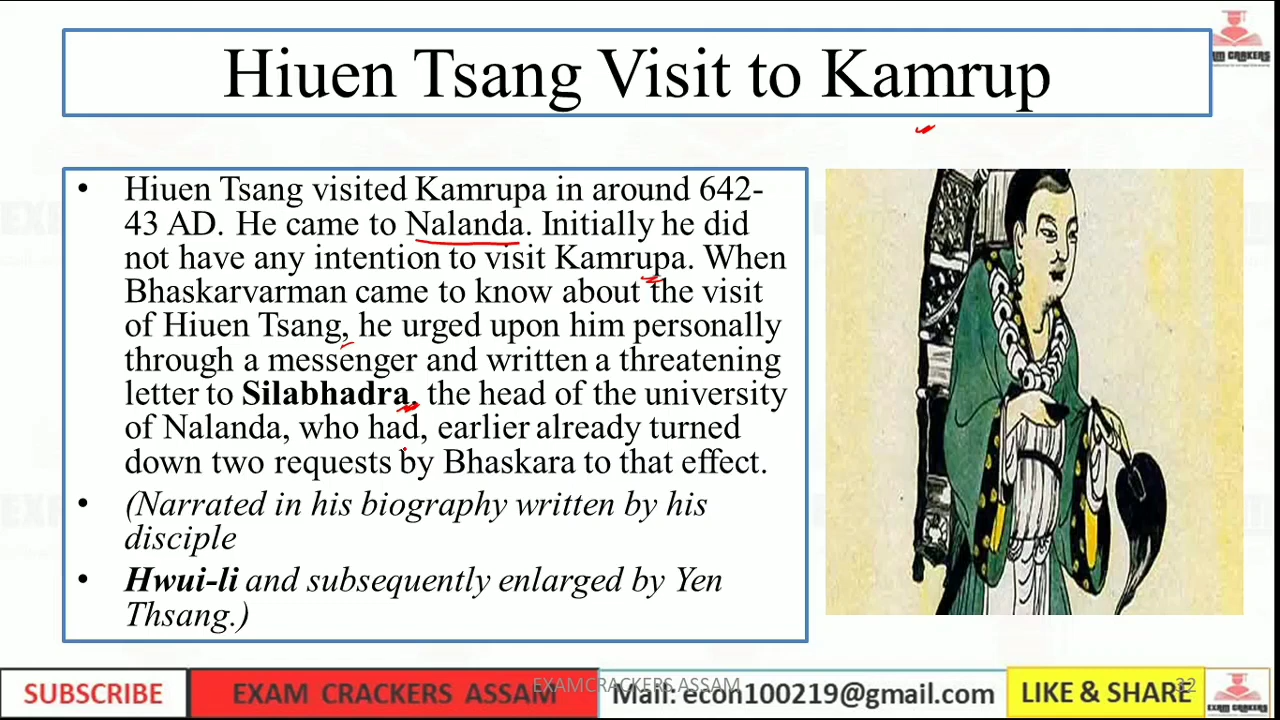 Hiuen Tsang Visit to Kamrup
• Hiuen Tsang visited Kamrupa in around 642-
43 AD. He came to Nalanda. Initially he did
not have any intention to visit Kamrupa. When
Bhaskarvarman came to know about the visit
of Hiuen Tsang, he urged upon him personally
through a messenger and written a threatening
letter to Silabhadra, the head of the university
of Nalanda, who had, earlier already turned
down two requests by Bhaskara to that effect.
• (Narrated in his biography written by his
disciple
• Hwui-li and subsequently enlarged by Yen
Thsang.)
SUBSCRIBE
EXAM CRACKERS ASSAM
EXAMCRACKERS ASSAM
Mail: econ100219@gmail.com
LIKE & SHARE
32